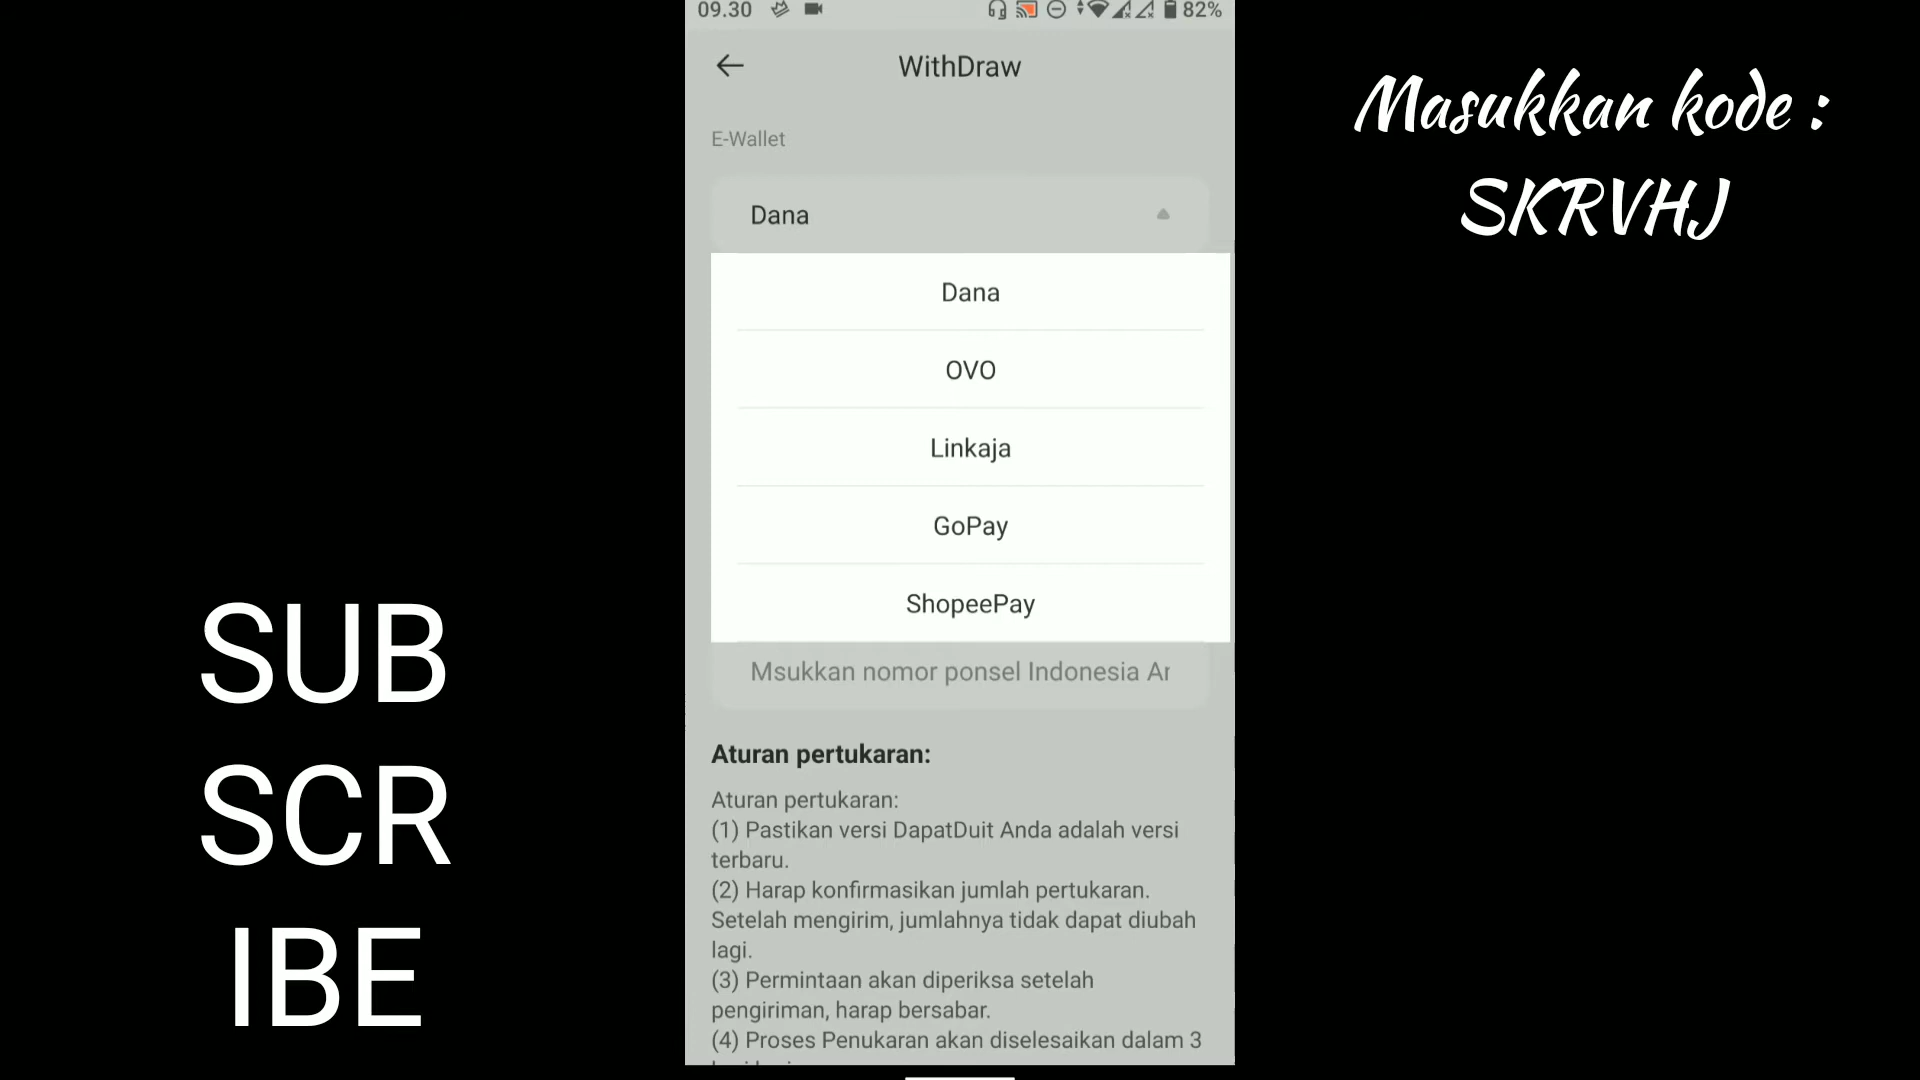 09.30 82%
WithDraw
E-Wallet
Dana
Dana
OVO
Linkaja
GoPay
ShopeePay
Msukkan nomor ponsel Indonesia Ar
Aturan pertukaran:
Aturan pertukaran:
(1) Pastikan versi DapatDuit Anda adalah versi
terbaru.
(2) Harap konfirmasikan jumlah pertukaran.
Setelah mengirim, jumlahnya tidak dapat diubah
lagi.
(3) Permintaan akan diperiksa setelah
pengiriman, harap bersabar.
(4) Proses Penukaran akan diselesaikan dalam 3
Masukkan kode :
SKRVHJ
SUB
SCR
IBE